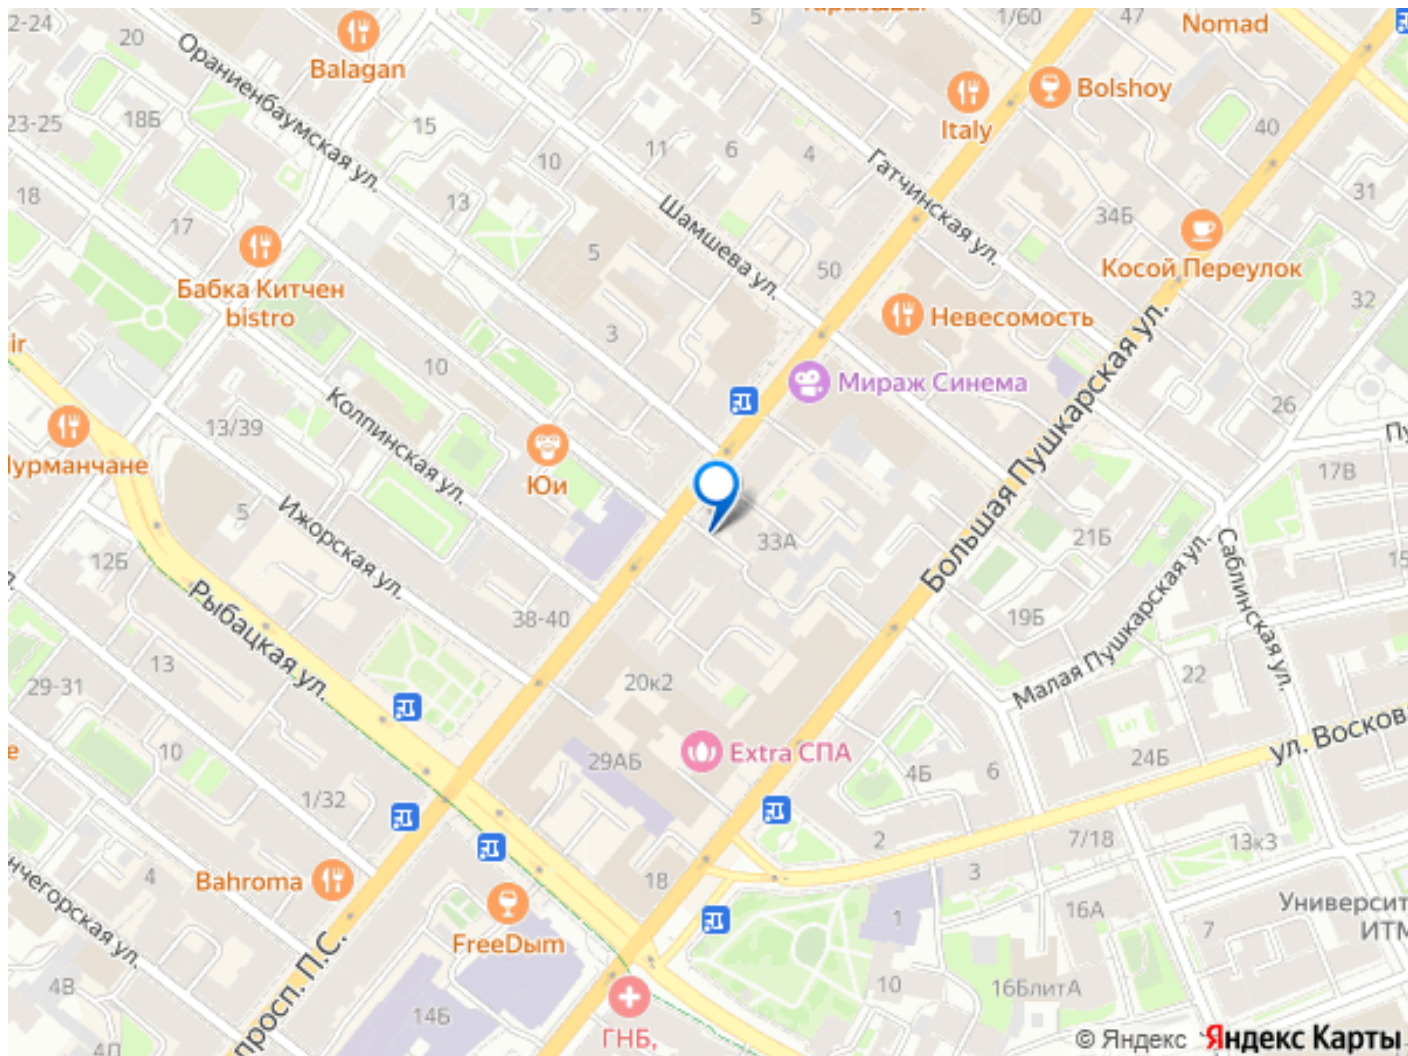 2-24
20
Balagan
5
1/60
47
Nomad
Ораниенбаумская ул.
23-25
18Б
15
10
11
6
4
Italy
Bolshoy
40
Гатчинская ул.
31
18
17
13
Шамшева ул.
34Б
5
50
Косой Переулок
Бабка Китчен
bistro
32
3
Невесомость
ir
10
Мираж Синема
Большая Пушкарская ул.
26
Колпинская ул.
13/39
Юи
17В
5
Ижорская ул.
33А
21Б
Саблинская ул.
12Б
15
Рыбацкая ул.
38-40
19Б
Малая Пушкарская ул.
13
29-31
20к2
22
10
29АБ
Extra СПА
4Б
6
24Б
1/32
2
7/18
13к3
3
4
Bahroma
18
1
16А
Университ
ИТМ
7
FreeDым
просп. П.С.
4В
14Б
10
16БлитА
ГНБ,
4Д
© Яндекс Яндекс Карты